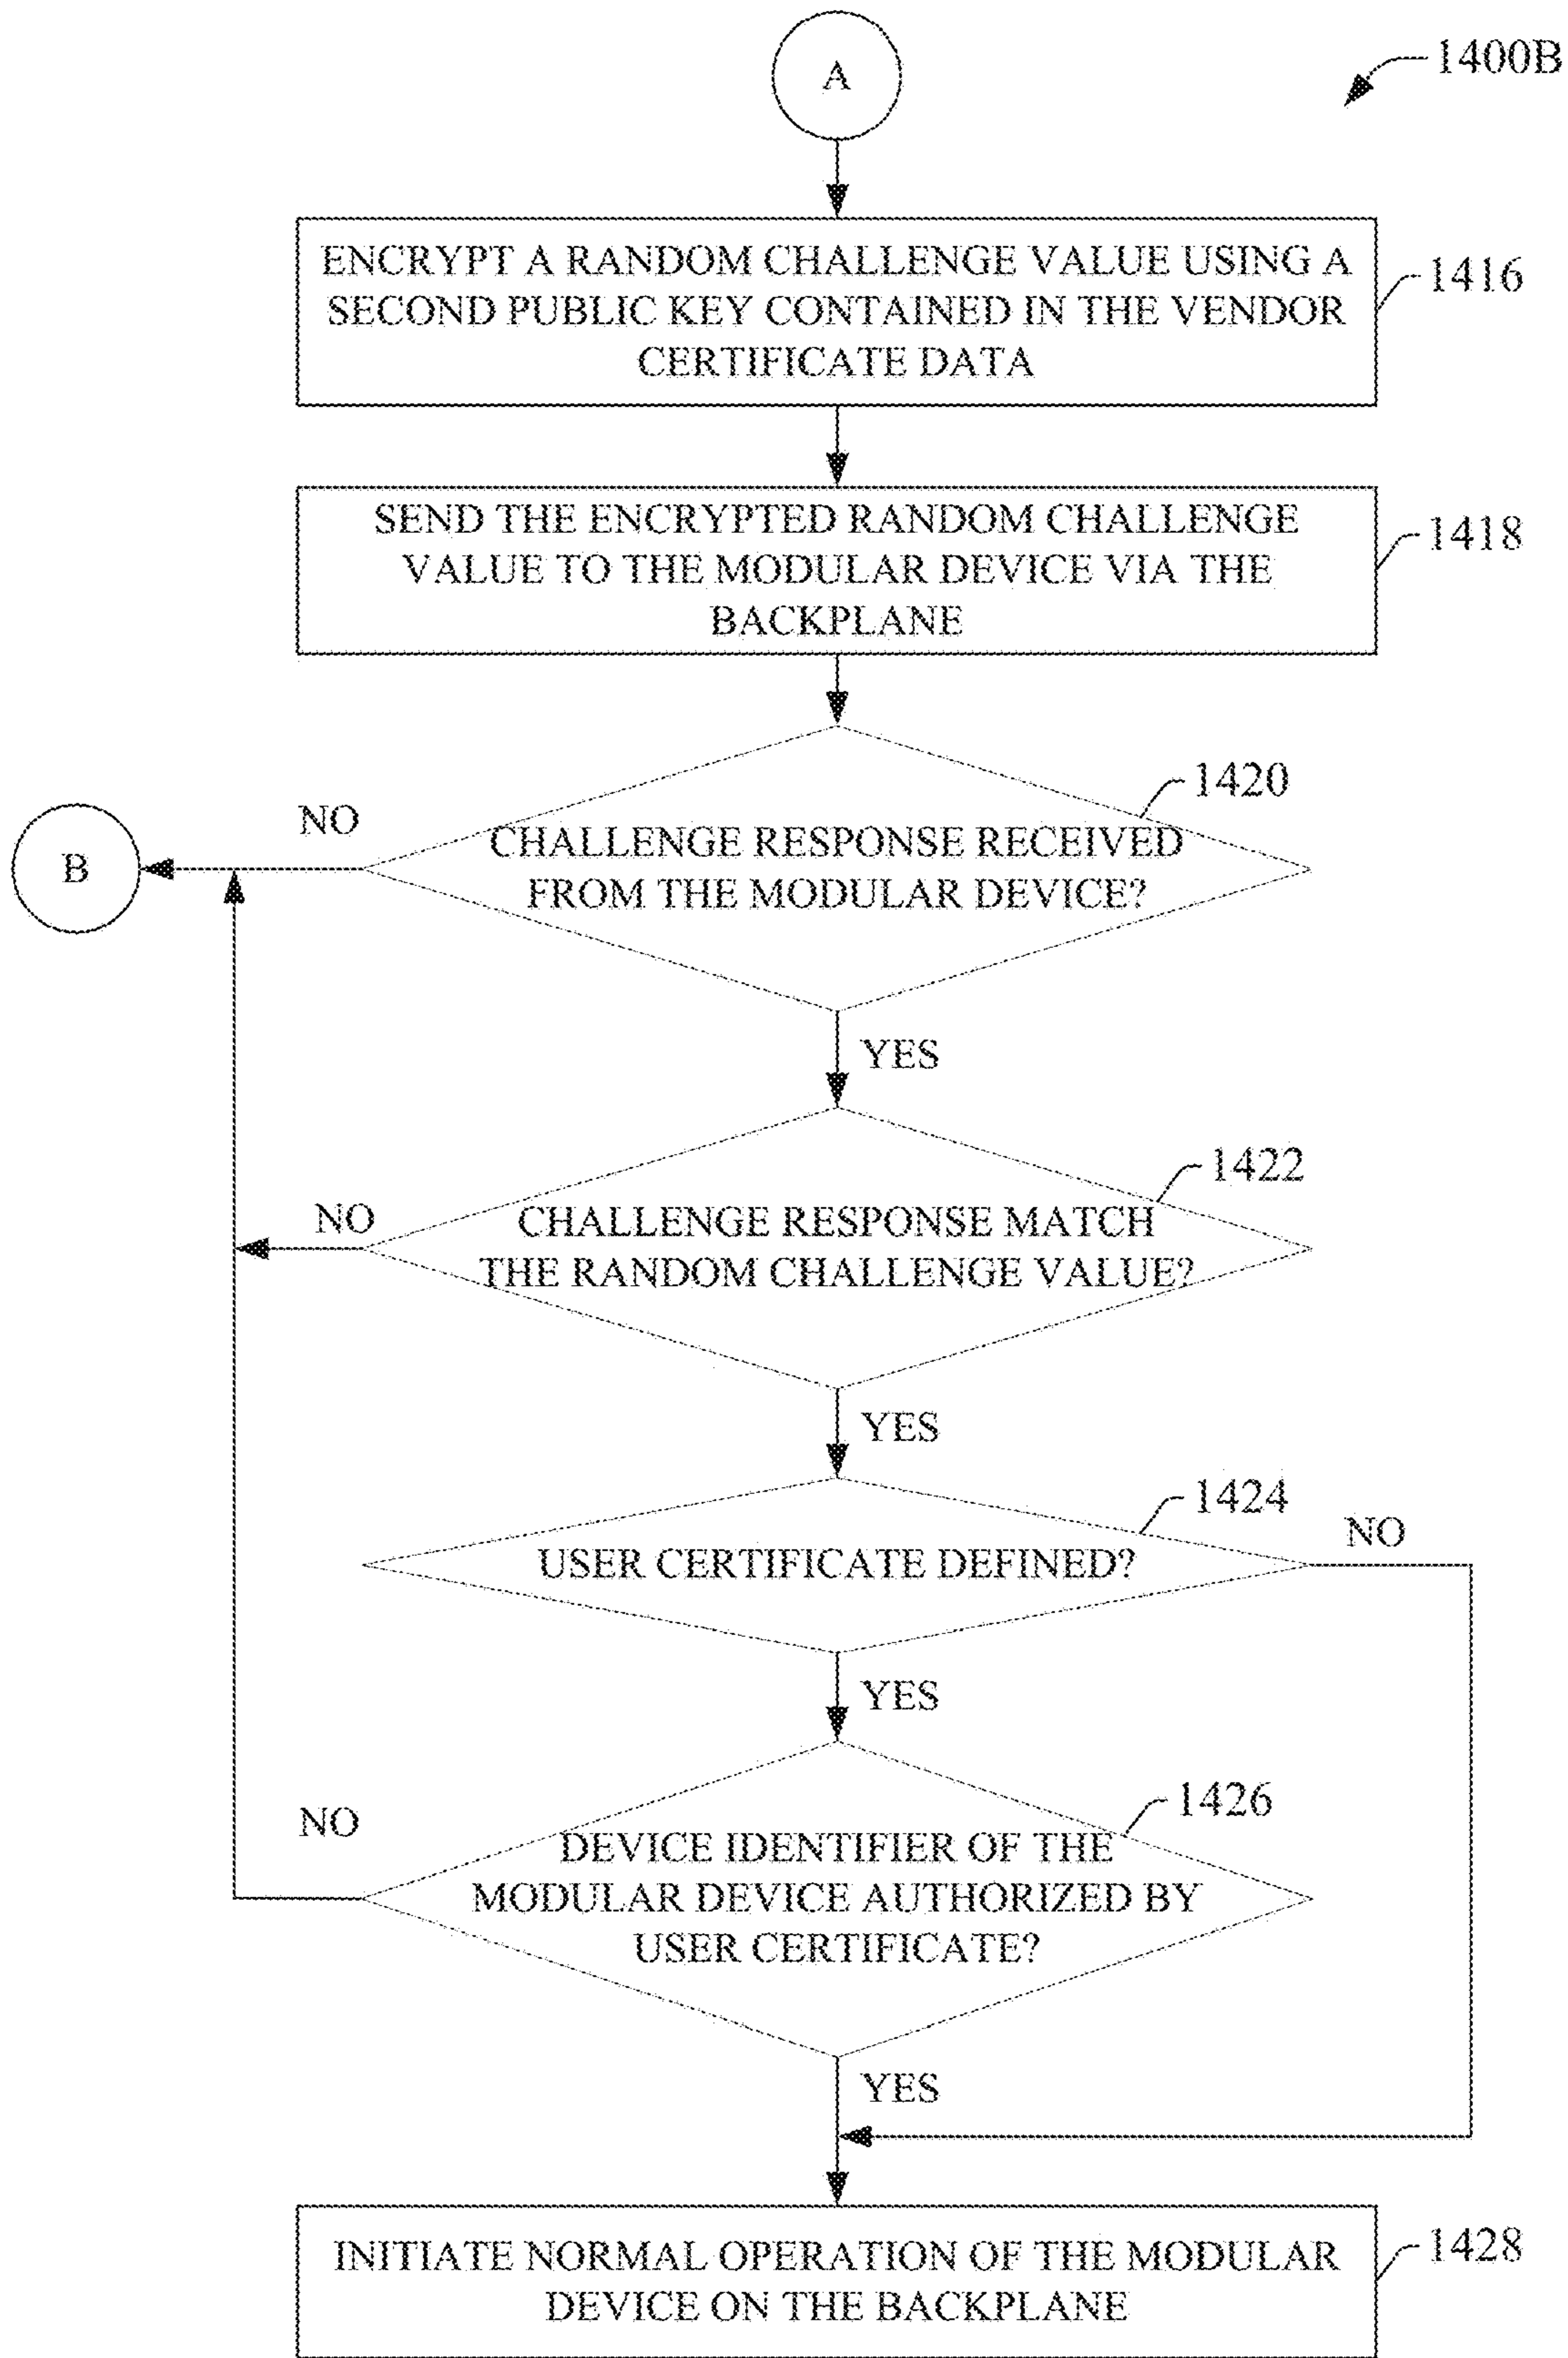 A
1400B
ENCRYPT A RANDOM CHALLENGE VALUE USING A
SECOND PUBLIC KEY CONTAINED IN THE VENDOR
CERTIFICATE DATA
1416
SEND THE ENCRYPTED RANDOM CHALLENGE
VALUE TO THE MODULAR DEVICE VIA THE
BACKPLANE
1418
1420
NO
B
CHALLENGE RESPONSE RECEIVED
FROM THE MODULAR DEVICE?
YES
1422
NO
CHALLENGE RESPONSE MATCH
THE RANDOM CHALLENGE VALUE?
YES
1424
NO
USER CERTIFICATE DEFINED?
YES
1426
NO
DEVICE IDENTIFIER OF THE
MODULAR DEVICE AUTHORIZED BY
USER CERTIFICATE?
YES
INITIATE NORMAL OPERATION OF THE MODULAR
DEVICE ON THE BACKPLANE
1428